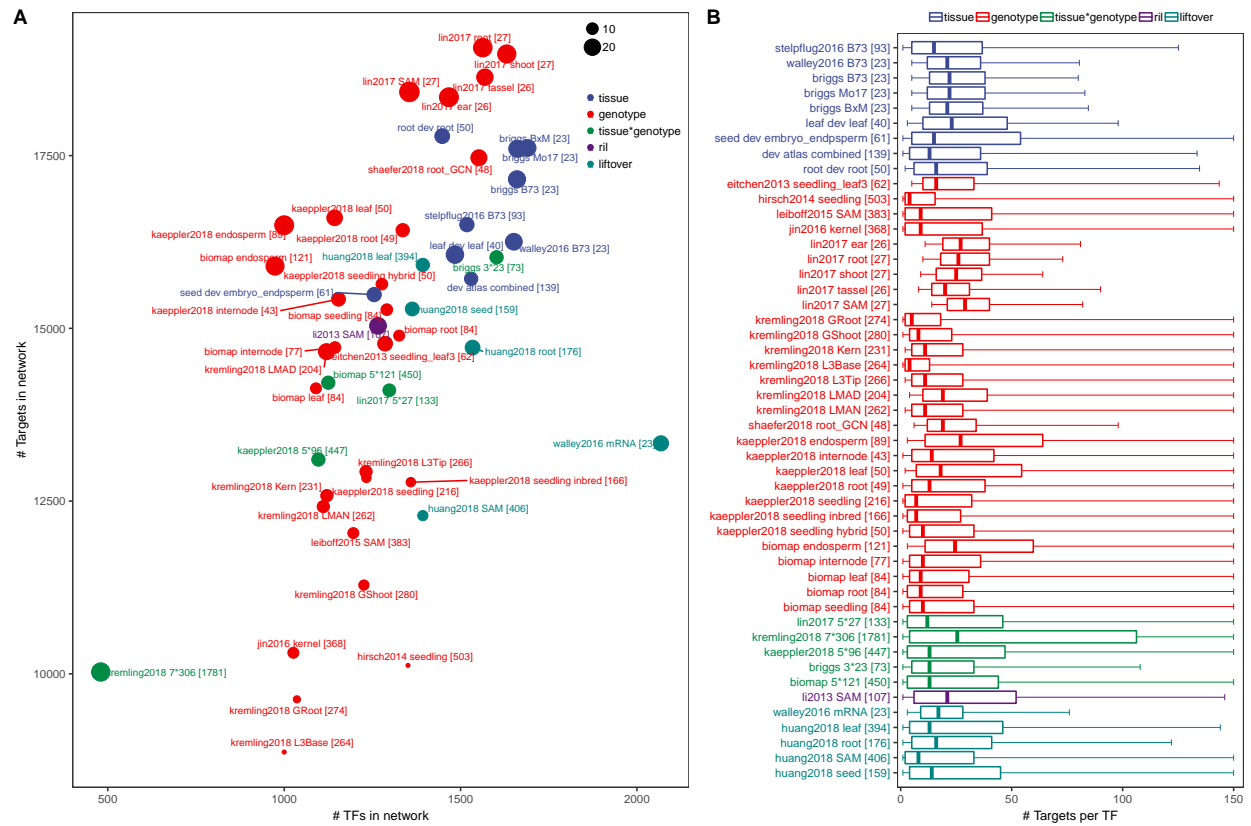 A
lin2017 root [27]
lin2017 shoot [27]
lin2017 SAM [27]
lin2017 tassel [26]
lin2017 ear [26]
root dev root [50]
briggs BxM [23]
briggs Mo17 [23]
shaefer2018 root_GCN [48]
briggs B73 [23]
kaeppler2018 leaf [50]
stelpflug2016 B73 [93]
kaeppler2018 endosperm [89]
kaeppler2018 root [49]
leaf dev leaf [40]
walley2016 B73 [23]
biomap endosperm [121]
huang2018 leaf [394]
briggs 3*23 [73]
kaeppler2018 seedling hybrid [50]
dev atlas combined [139]
seed dev embryo_endpsperm [61]
kaeppler2018 internode [43]
biomap seedling [84]
huang2018 seed [159]
li2013 SAM [107]
biomap root [84]
biomap internode [77]
eitchen2013 seedling_leaf3 [62]
huang2018 root [176]
kremling2018 LMAD [204]
biomap 5*121 [450]
biomap leaf [84]
lin2017 5*27 [133]
walley2016 mRNA [23]
kaeppler2018 5*96 [447]
kremling2018 L3Tip [266]
kremling2018 Kern [231]
kaeppler2018 seedling [216]
kaeppler2018 seedling inbred [166]
kremling2018 LMAN [262]
huang2018 SAM [406]
leiboff2015 SAM [383]
kremling2018 GShoot [280]
jin2016 kernel [368]
hirsch2014 seedling [503]
kremling2018 7*306 [1781]
kremling2018 GRoot [274]
kremling2018 L3Base [264]
10
20
tissue
genotype
tissue*genotype
ril
liftover
17500
15000
12500
10000
# Targets in network
500
1000
1500
2000
# TFs in network
B
tissue
genotype
tissue*genotype
ril
liftover
stelpflug2016 B73 [93]
walley2016 B73 [23]
briggs B73 [23]
briggs Mo17 [23]
briggs BxM [23]
leaf dev leaf [40]
seed dev embryo_endpsperm [61]
dev atlas combined [139]
root dev root [50]
eitchen2013 seedling_leaf3 [62]
hirsch2014 seedling [503]
leiboff2015 SAM [383]
jin2016 kernel [368]
lin2017 ear [26]
lin2017 root [27]
lin2017 shoot [27]
lin2017 tassel [26]
lin2017 SAM [27]
kremling2018 GRoot [274]
kremling2018 GShoot [280]
kremling2018 Kern [231]
kremling2018 L3Base [264]
kremling2018 L3Tip [266]
kremling2018 LMAD [204]
kremling2018 LMAN [262]
shaefer2018 root_GCN [48]
kaeppler2018 endosperm [89]
kaeppler2018 internode [43]
kaeppler2018 leaf [50]
kaeppler2018 root [49]
kaeppler2018 seedling [216]
kaeppler2018 seedling inbred [166]
kaeppler2018 seedling hybrid [50]
biomap endosperm [121]
biomap internode [77]
biomap leaf [84]
biomap root [84]
biomap seedling [84]
lin2017 5*27 [133]
kremling2018 7*306 [1781]
kaeppler2018 5*96 [447]
briggs 3*23 [73]
biomap 5*121 [450]
li2013 SAM [107]
walley2016 mRNA [23]
huang2018 leaf [394]
huang2018 root [176]
huang2018 SAM [406]
huang2018 seed [159]
0
50
100
150
# Targets per TF